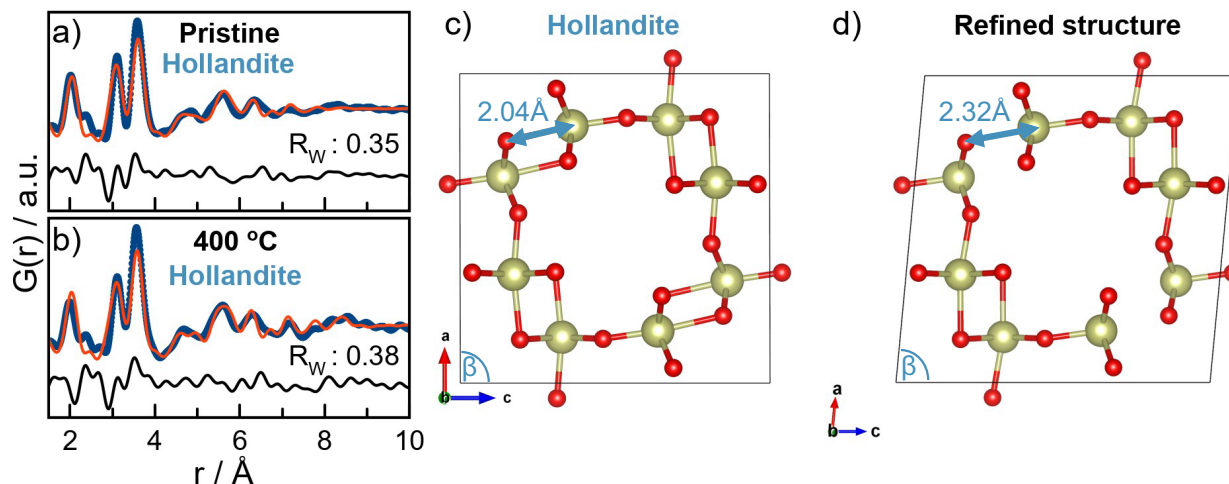 a)
Pristine
Hollandite
R_W : 0.35
b)
400 ºC
Hollandite
R_W : 0.38
G(r) / a.u.
2
4
6
8
10
r / Å
c)
Hollandite
2.04Å
β
a
b
c
d)
Refined structure
2.32Å
β
a
b
c